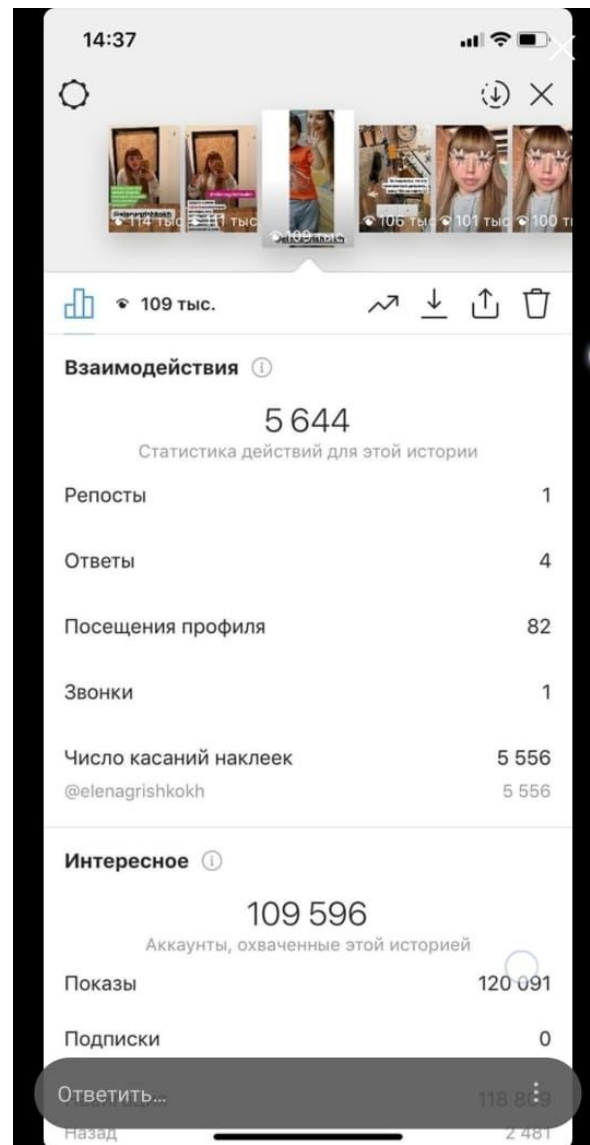 14:37
114 тыс.
111 тыс.
109 тыс.
106 тыс.
101 тыс.
100
@elenagrishkokh
109 тыс.
Взаимодействия
5 644
Статистика действий для этой истории
Репосты 1
Ответы 4
Посещения профиля 82
Звонки 1
Число касаний наклеек 5 556
@elenagrishkokh 5 556
Интересное
109 596
Аккаунты, охваченные этой историей
Показы 120 091
Подписки 0
Ответить...
Назад 2 481